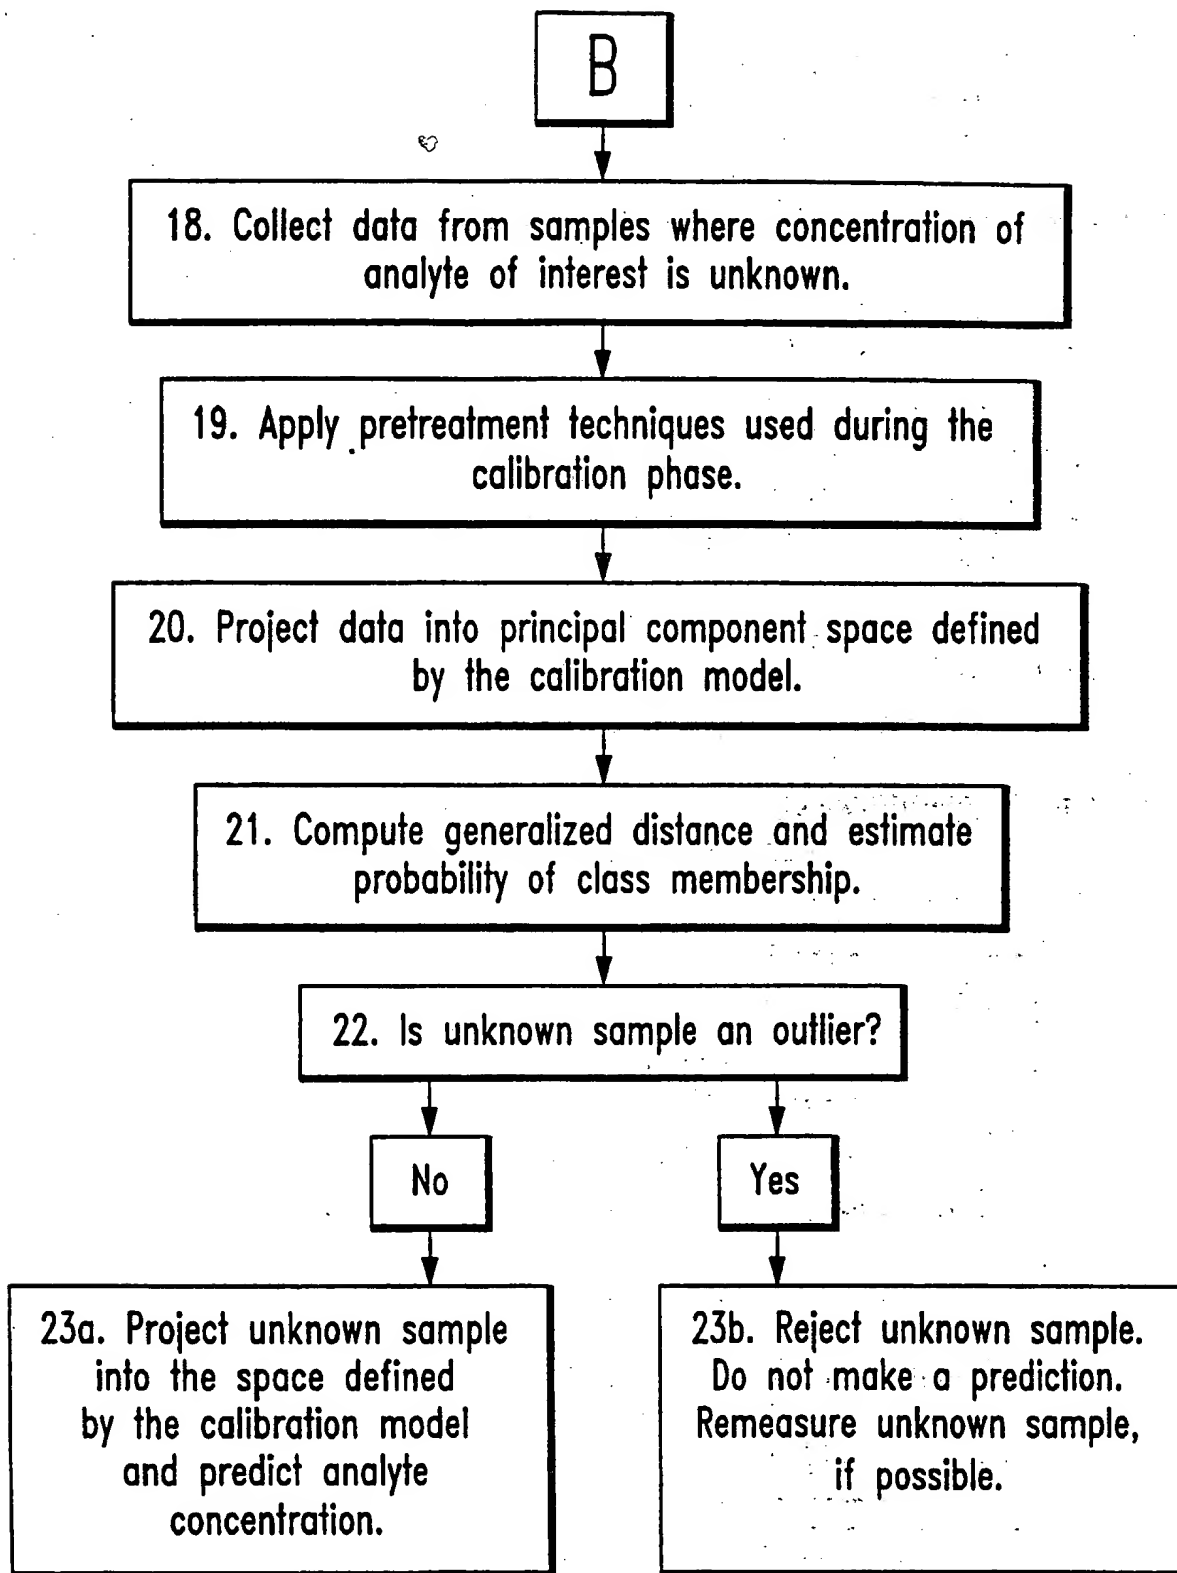 B
18. Collect data from samples where concentration of
analyte of interest is unknown.
19. Apply pretreatment techniques used during the
calibration phase.
20. Project data into principal component space defined
by the calibration model.
21. Compute generalized distance and estimate
probability of class membership.
22. Is unknown sample an outlier?
No
Yes
23a. Project unknown sample
into the space defined
by the calibration model
and predict analyte
concentration.
23b. Reject unknown sample.
Do not make a prediction.
Remeasure unknown sample,
if possible.